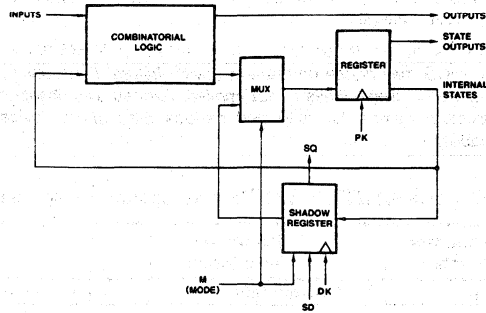 INPUTS
COMBINATORIAL
LOGIC
OUTPUTS
STATE
OUTPUTS
REGISTER
MUX
INTERNAL
STATES
PK
SQ
SHADOW
REGISTER
M
(MODE)
DK
SD